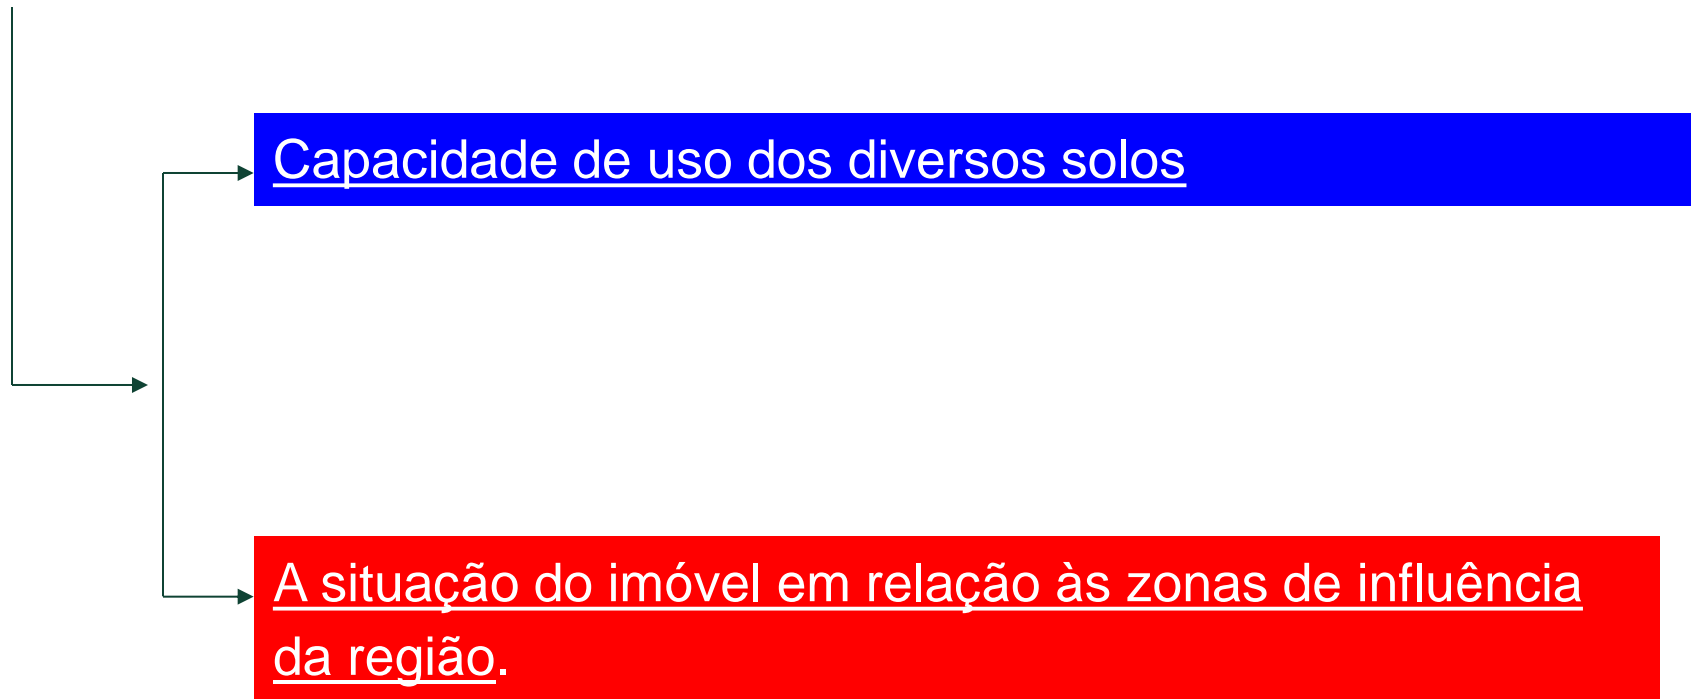 Capacidade de uso dos diversos solos
A situação do imóvel em relação às zonas de influência
da região.